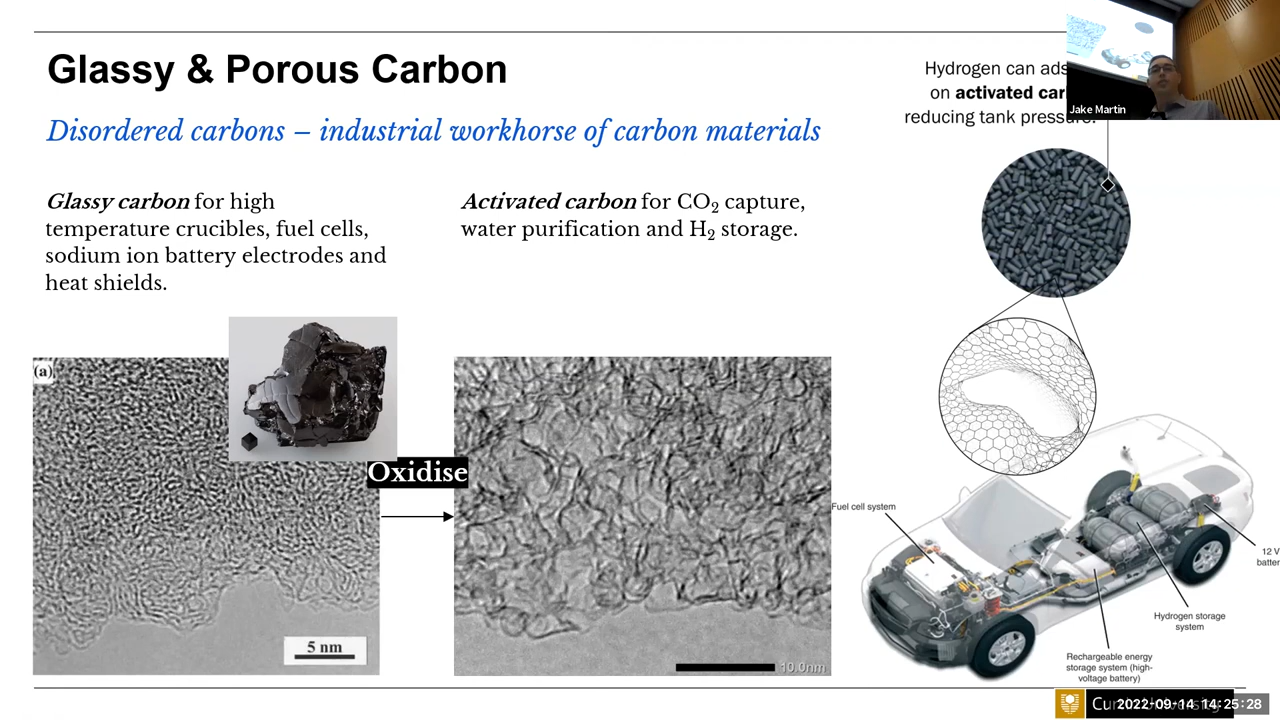 Glassy & Porous Carbon
Disordered carbons – industrial workhorse of carbon materials
Glassy carbon for high
temperature crucibles, fuel cells,
sodium ion battery electrodes and
heat shields.
Activated carbon for CO₂ capture,
water purification and H₂ storage.
Hydrogen can
on activated
reducing tank pressure.
Jake Martin
(a)
Oxidise
5 nm
10.0nm
Fuel cell system
12 V
Hydrogen storage
system
Rechargeable energy
storage system (high-
voltage battery)
2022-09-14 14:25:28